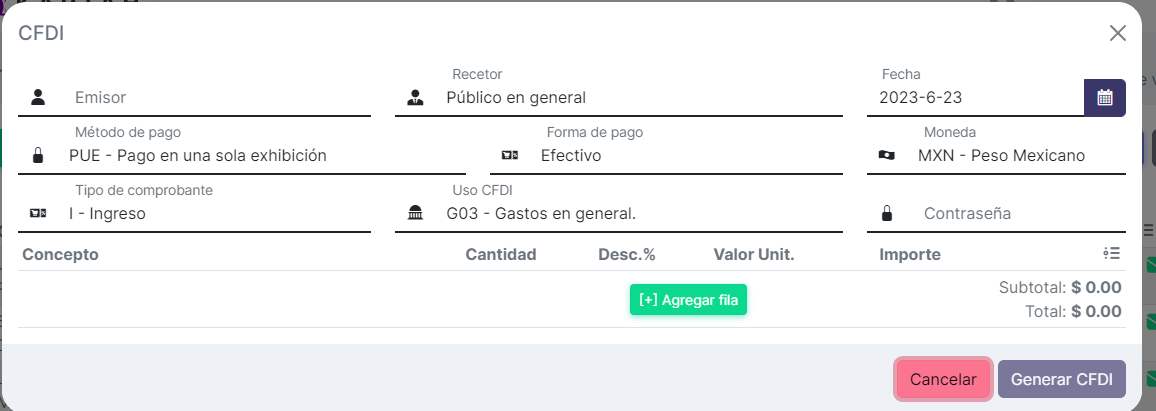 CFDI
Recetor Fecha
Emisor Público en general 2023-6-23
Método de pago Forma de pago Moneda
PUE - Pago en una sola exhibición Efectivo MXN - Peso Mexicano
Tipo de comprobante Uso CFDI
I - Ingreso G03 - Gastos en general. Contraseña
Concepto Cantidad Desc.% Valor Unit. Importe
Subtotal: $ 0.00
[+] Agregar fila
Total: $ 0.00
Cancelar Generar CFDI